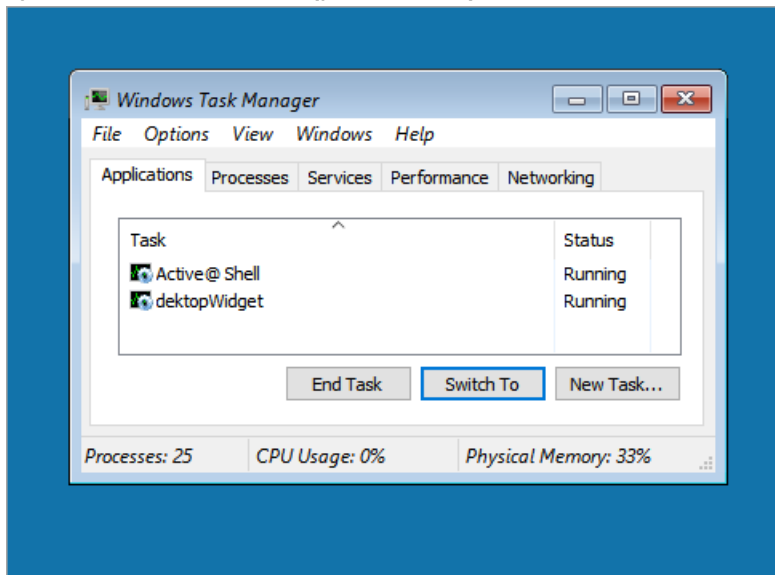 Windows Task Manager
File Options View Windows Help
Applications Processes Services Performance Networking
Task Status
Active@ Shell Running
dektopWidget Running
End Task Switch To New Task...
Processes: 25 CPU Usage: 0% Physical Memory: 33%